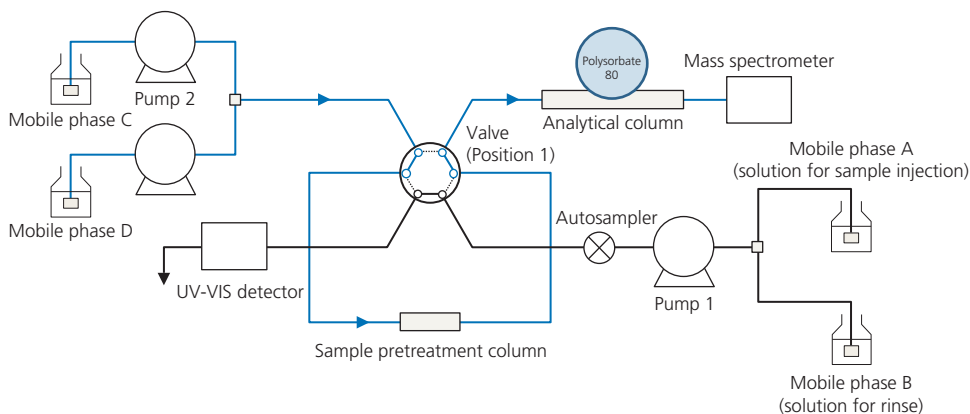 Polysorbate
80
Mass spectrometer
Pump 2
Mobile phase C
Analytical column
Valve
(Position 1)
Mobile phase A
(solution for sample injection)
Autosampler
Mobile phase D
UV-VIS detector
Pump 1
Sample pretreatment column
Mobile phase B
(solution for rinse)